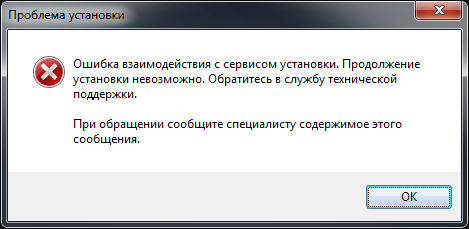 Проблема установки
Ошибка взаимодействия с сервисом установки. Продолжение
установки невозможно. Обратитесь в службу технической
поддержки.
При обращении сообщите специалисту содержимое этого
сообщения.
OK